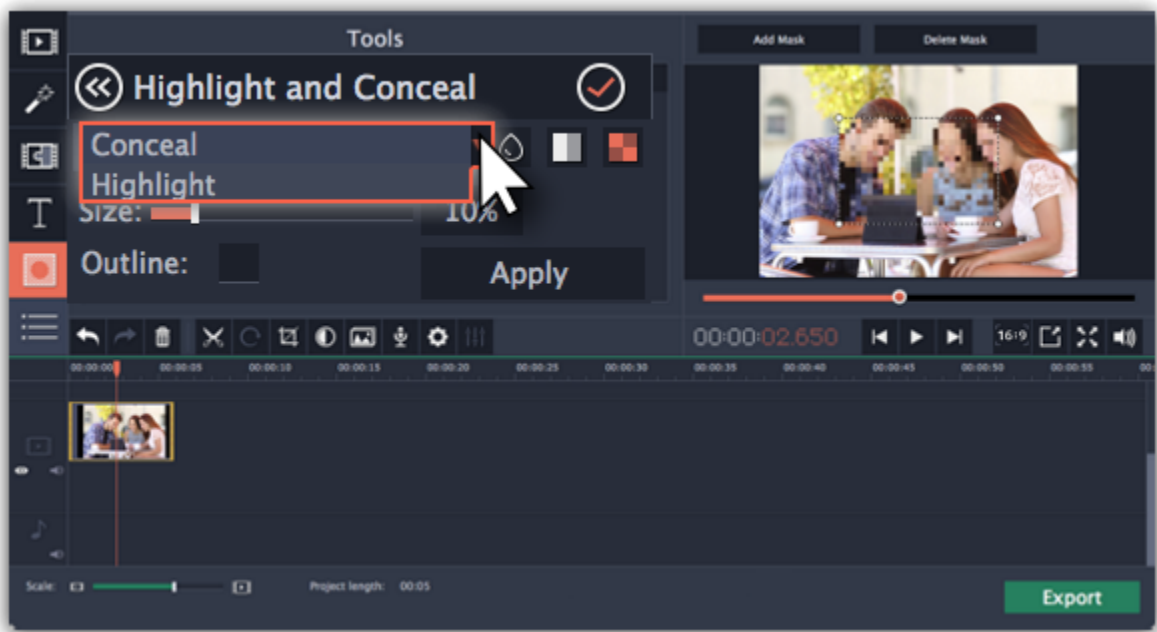 Tools
Add Mask
Delete Mask
Highlight and Conceal
Conceal
Highlight
Size:
10%
Outline:
Apply
T
00:00:02.650
16:9
00:00:00
00:00:05
00:00:10
00:00:15
00:00:20
00:00:25
00:00:30
00:00:35
00:00:40
00:00:45
00:00:50
00:00:55
00:
Scale:
Project length: 00:05
Export